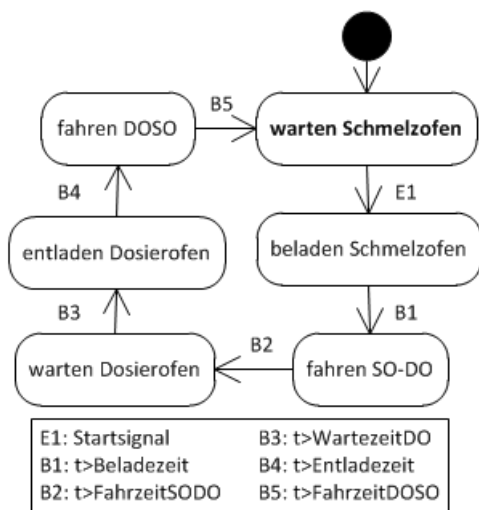 B5
fahren DOSO
warten Schmelzofen
B4
E1
entladen Dosierofen
beladen Schmelzofen
B3
B1
B2
warten Dosierofen
fahren SO-DO
E1: Startsignal
B3: t>WartezeitDO
B1: t>Beladezeit
B4: t>Entladezeit
B2: t>FahrzeitSODO
B5: t>FahrzeitDOSO